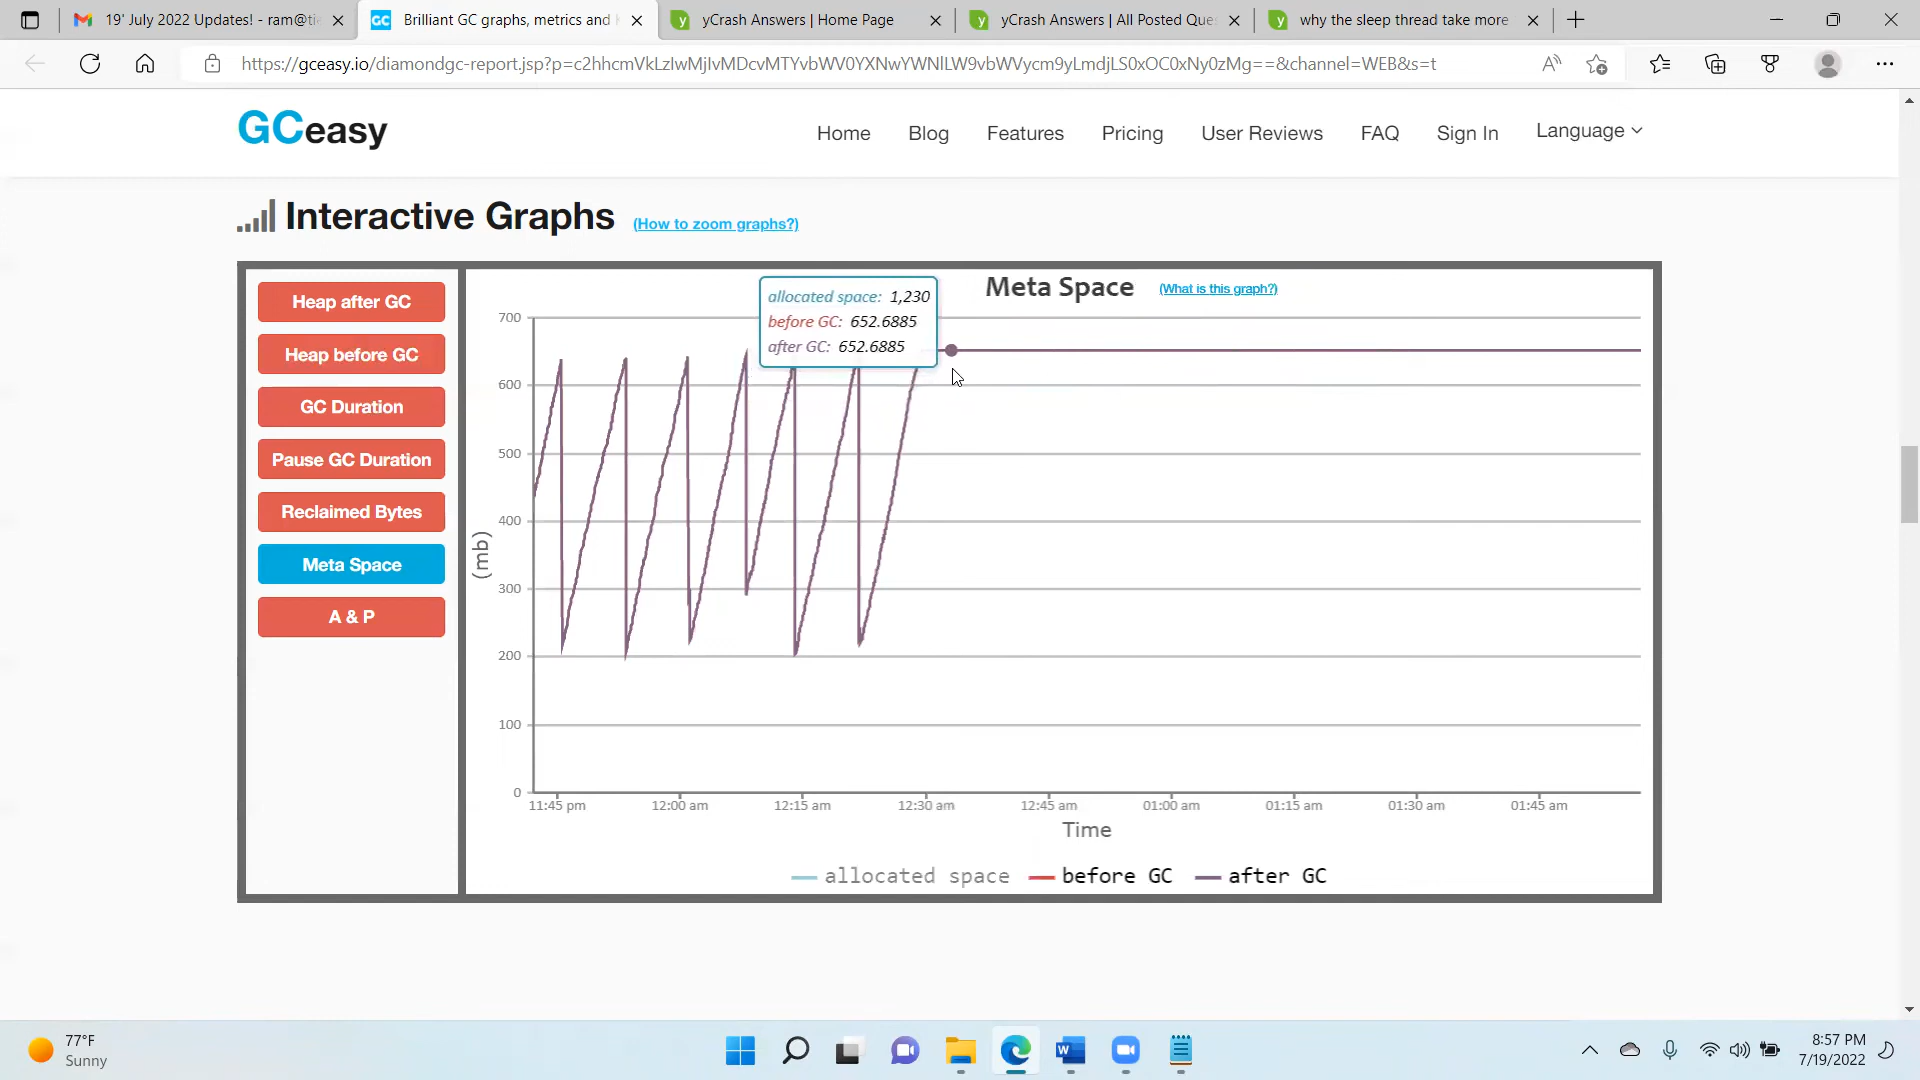 19' July 2022 Updates! - ram@ti
Brilliant GC graphs, metrics and
yCrash Answers | Home Page
yCrash Answers | All Posted Que
why the sleep thread take more
https://gceasy.io/diamondgc-report.jsp?p=c2hhcmVkLzIwMjIvMDcvMTYvbWV0YXNwYWNlLW9vbWVycm9yLmdjLS0xOC0xNy0zMg==&channel=WEB&s=t
GCeasy
Home Blog Features Pricing User Reviews FAQ Sign In Language
Interactive Graphs (How to zoom graphs?)
Heap after GC
Heap before GC
GC Duration
Pause GC Duration
Reclaimed Bytes
Meta Space
A & P
Meta Space (What is this graph?)
allocated space: 1,230
before GC: 652.6885
after GC: 652.6885
700
600
500
400
300
200
100
0
(mb)
11:45 pm 12:00 am 12:15 am 12:30 am 12:45 am 01:00 am 01:15 am 01:30 am 01:45 am
Time
allocated space before GC after GC
77°F
Sunny
8:57 PM
7/19/2022